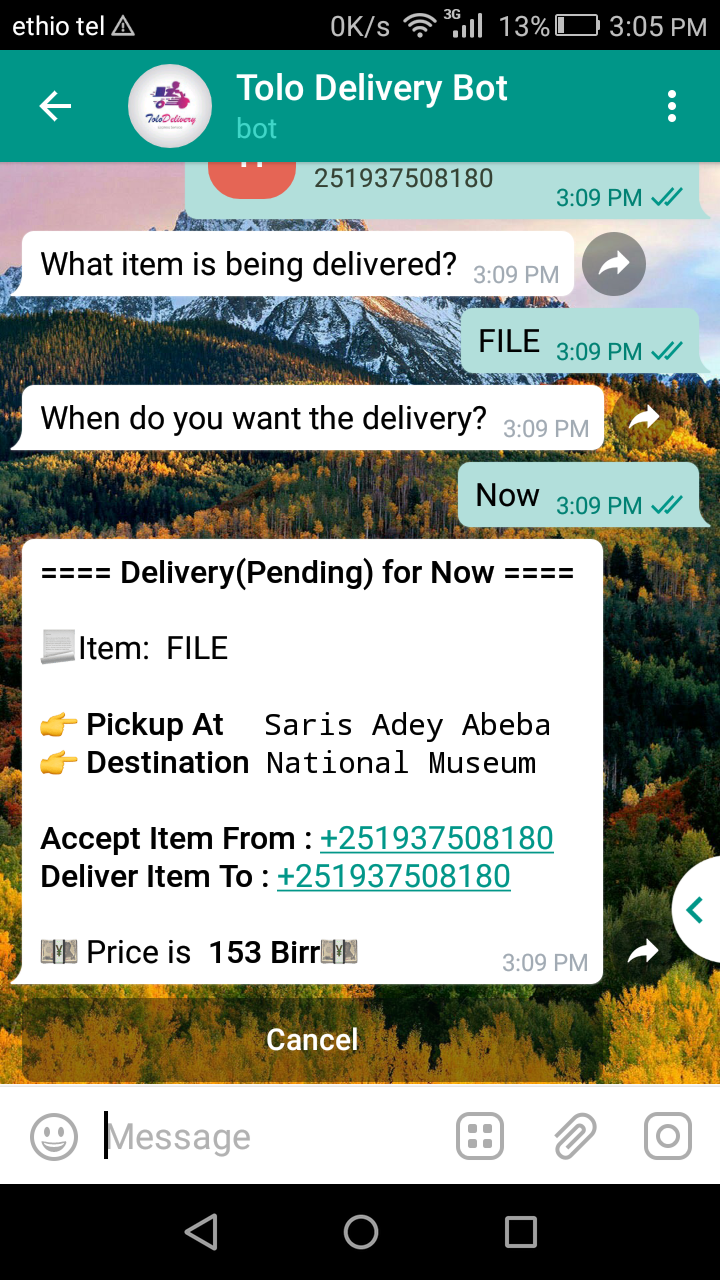 ethio tel 0K/s 3G 13% 3:05 PM
Tolo Delivery Bot
ToloDelivery
bot
251937508180
3:09 PM
What item is being delivered? 3:09 PM
FILE 3:09 PM
When do you want the delivery? 3:09 PM
Now 3:09 PM
==== Delivery(Pending) for Now ====
Item: FILE
Pickup At Saris Adey Abeba
Destination National Museum
Accept Item From : +251937508180
Deliver Item To : +251937508180
Price is 153 Birr
3:09 PM
Cancel
Message